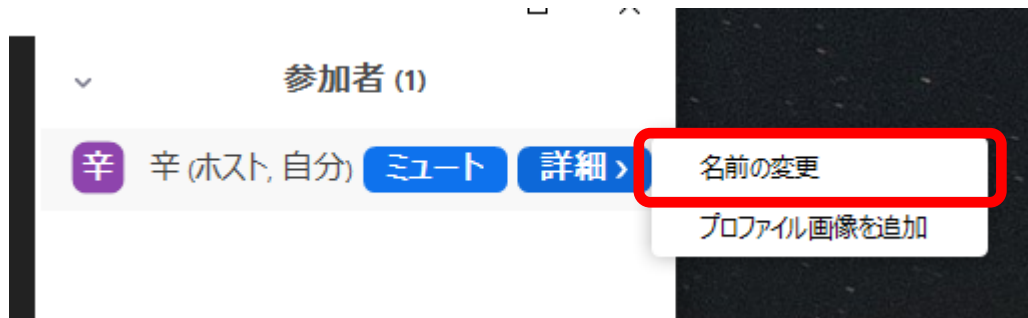 参加者 (1)
辛 辛 (ホスト, 自分) ミュート 詳細 › 名前の変更
プロファイル画像を追加